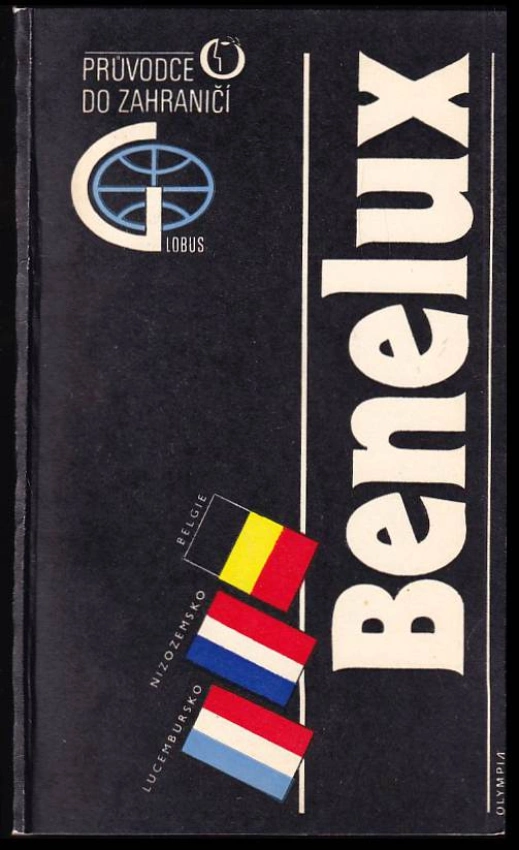 PRŮVODCE
DO ZAHRANIČÍ
GLOBUS
Benelux
BELGIE
NIZOZEMSKO
LUCEMBURSKO
OLYMPIA